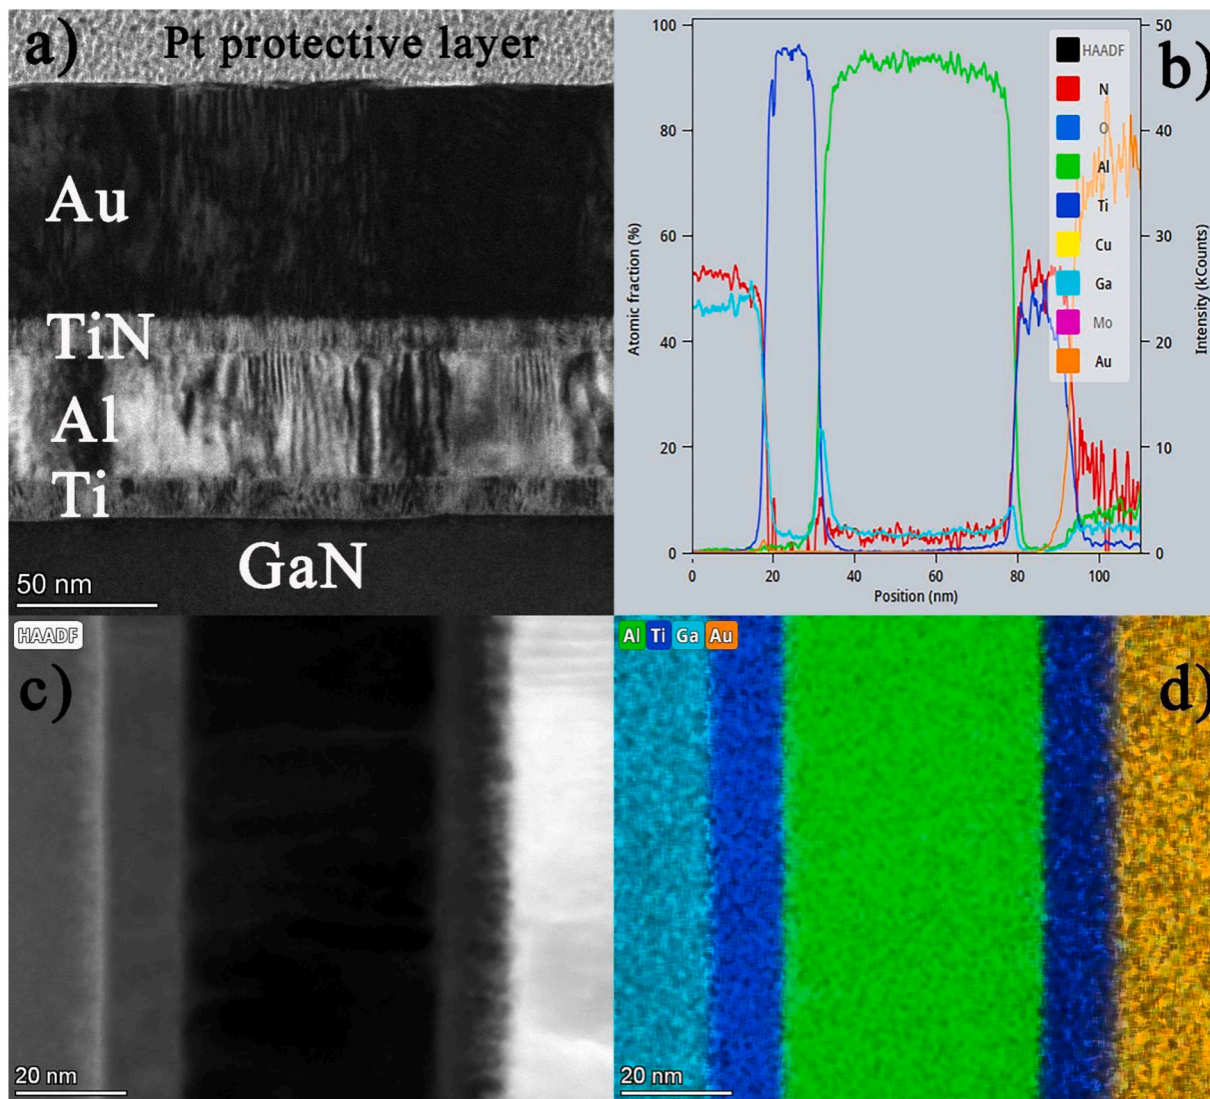 a)
Pt protective layer
Au
TiN
Al
Ti
GaN
50 nm
b)
100
80
60
40
20
0
Atomic fraction (%)
0
20
40
60
80
100
Position (nm)
50
40
30
20
10
0
Intensity (kCounts)
HAADF
N
O
Al
Ti
Cu
Ga
Mo
Au
HAADF
c)
20 nm
Al Ti Ga Au
d)
20 nm